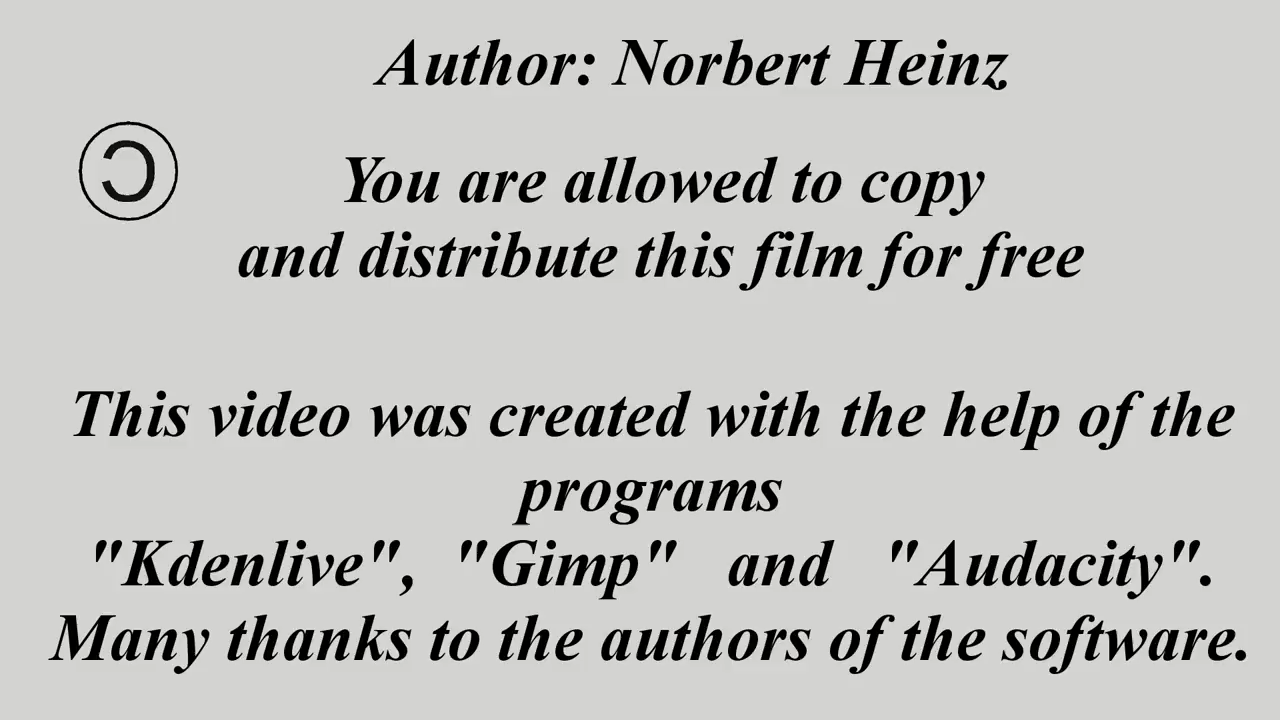 Author: Norbert Heinz
You are allowed to copy
and distribute this film for free
This video was created with the help of the
programs
"Kdenlive", "Gimp" and "Audacity".
Many thanks to the authors of the software.